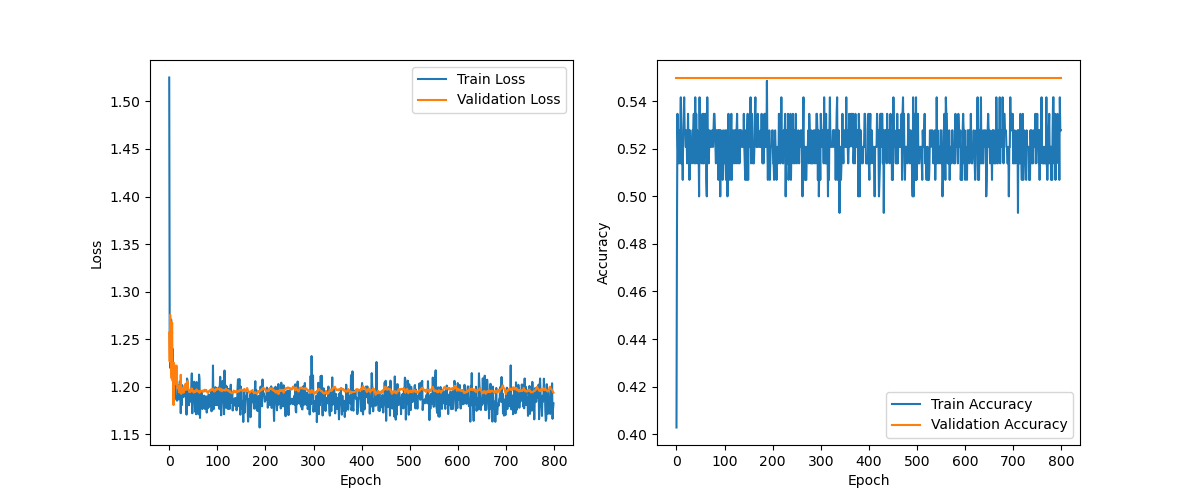 Train Loss
Validation Loss
1.50
1.45
1.40
1.35
1.30
1.25
1.20
1.15
Loss
0 100 200 300 400 500 600 700 800
Epoch
0.54
0.52
0.50
0.48
0.46
0.44
0.42
0.40
Accuracy
Train Accuracy
Validation Accuracy
0 100 200 300 400 500 600 700 800
Epoch